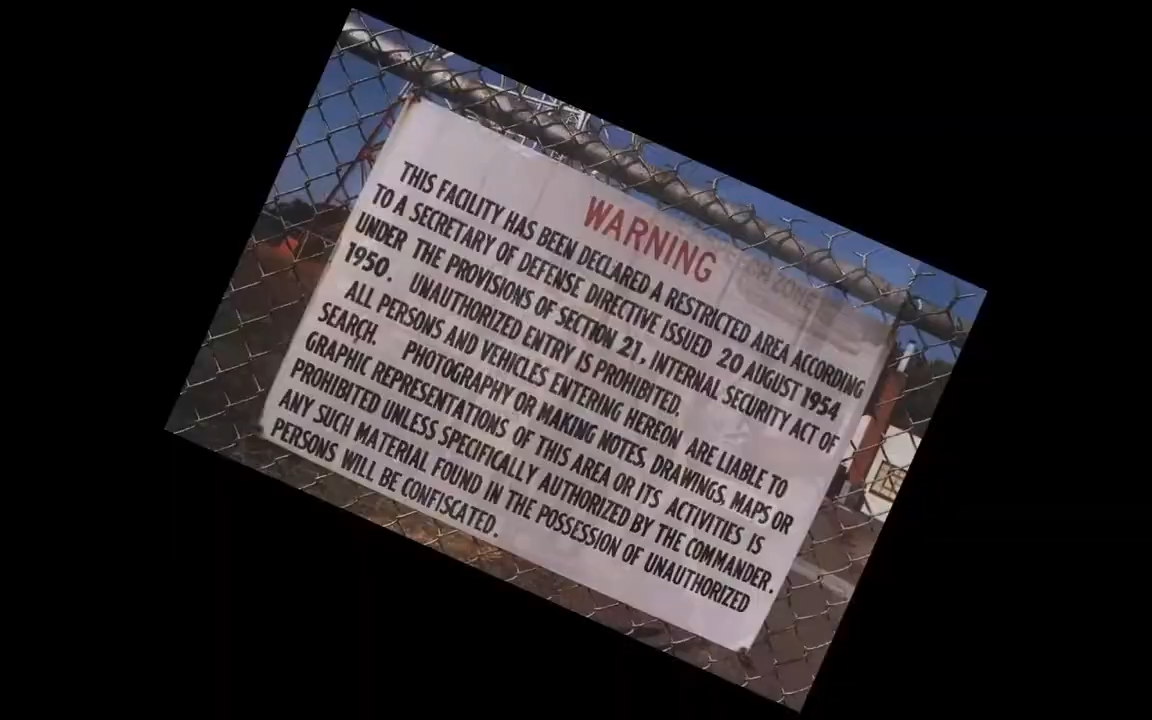 WARNING
THIS FACILITY HAS BEEN DECLARED A RESTRICTED AREA ACCORDING
TO A SECRETARY OF DEFENSE DIRECTIVE ISSUED 20 AUGUST 1954
UNDER THE PROVISIONS OF SECTION 21, INTERNAL SECURITY ACT OF
1950. UNAUTHORIZED ENTRY IS PROHIBITED.
ALL PERSONS AND VEHICLES ENTERING HEREON ARE LIABLE TO
SEARCH. PHOTOGRAPHY OR MAKING NOTES, DRAWINGS, MAPS OR
GRAPHIC REPRESENTATIONS OF THIS AREA OR ITS ACTIVITIES IS
PROHIBITED UNLESS SPECIFICALLY AUTHORIZED BY THE COMMANDER.
ANY SUCH MATERIAL FOUND IN THE POSSESSION OF UNAUTHORIZED
PERSONS WILL BE CONFISCATED.
ZONE